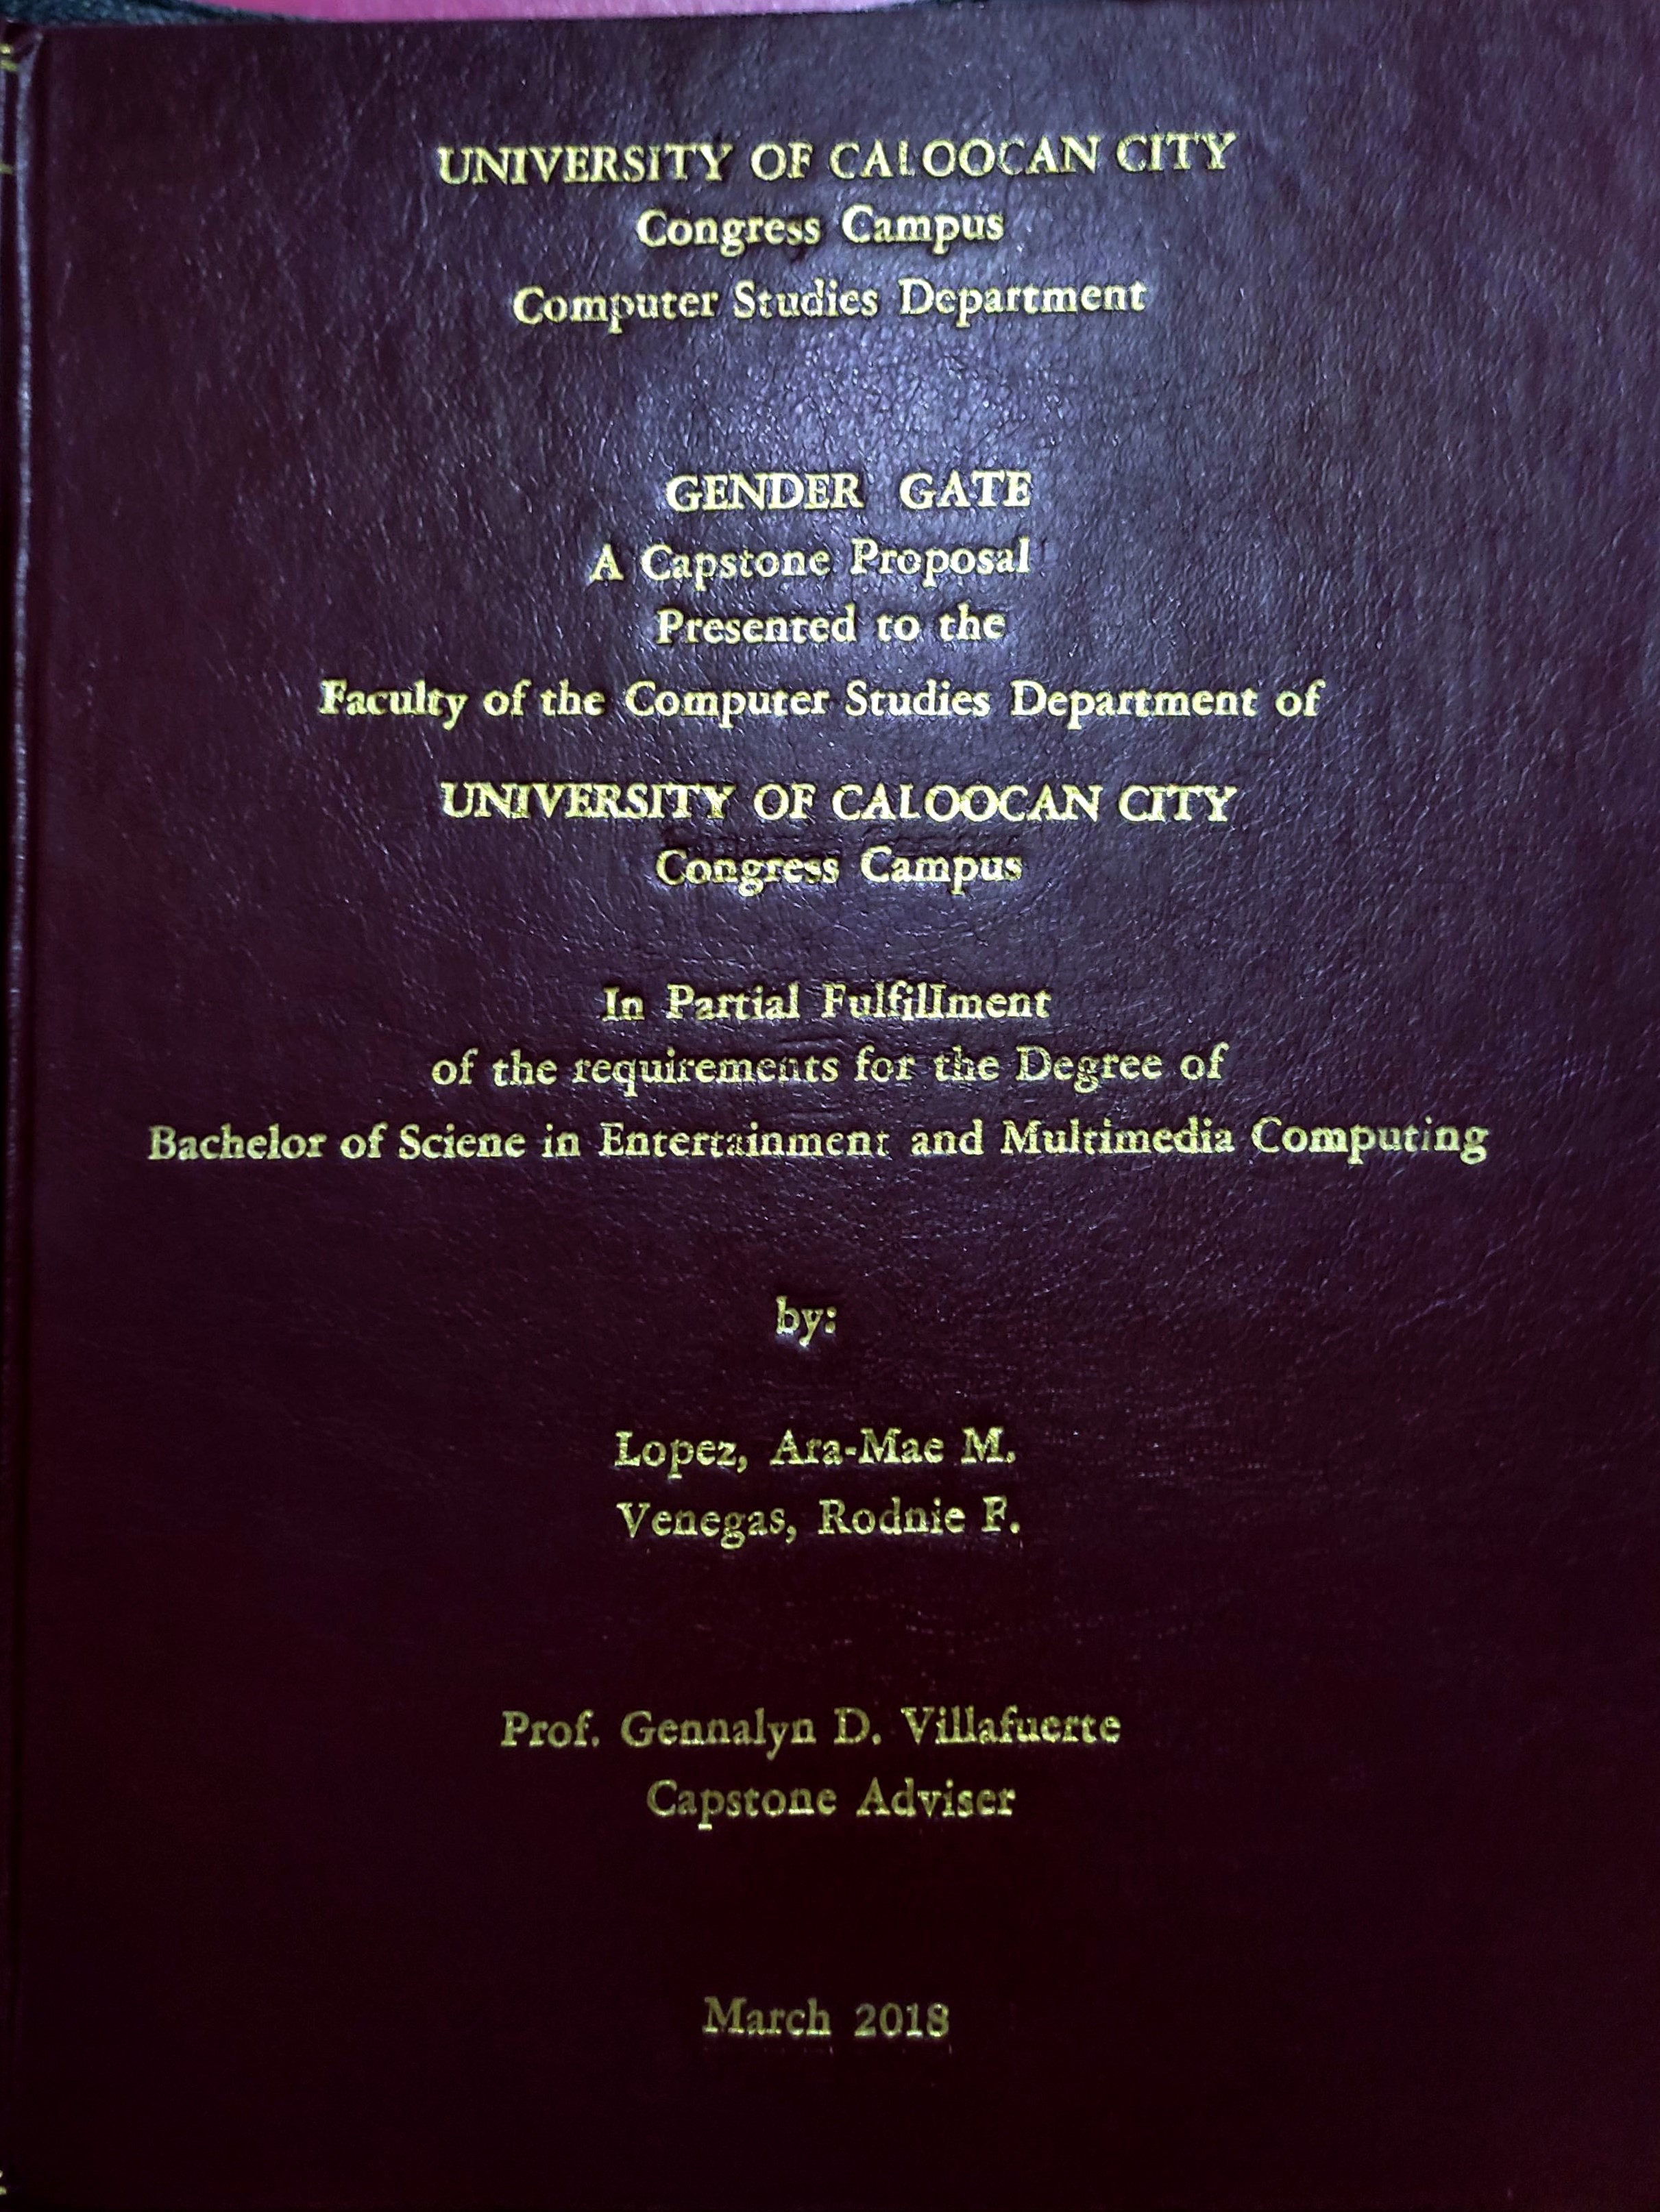 UNIVERSITY OF CALOOCAN CITY
Congress Campus
Computer Studies Department
GENDER GATE
A Capstone Proposal
Presented to the
Faculty of the Computer Studies Department of
UNIVERSITY OF CALOOCAN CITY
Congress Campus
In Partial Fulfillment
of the requirements for the Degree of
Bachelor of Sciene in Entertainment and Multimedia Computing
by:
Lopez, Ara-Mae M.
Venegas, Rodnie F.
Prof. Gennalyn D. Villafuerte
Capstone Adviser
March 2018